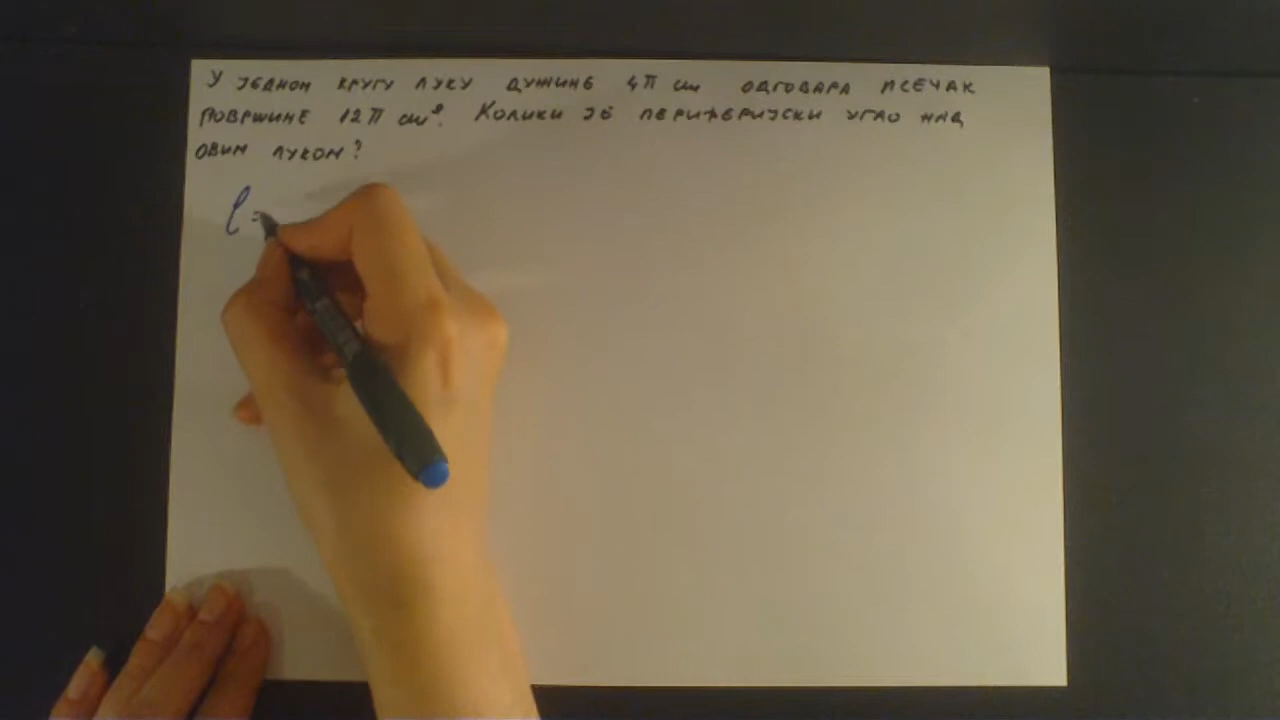 У ЈЕДНОМ КРУГУ ЛУКУ ДУЖИНЕ 4π cm ОДГОВАРА ИСЕЧАК
ПОВРШИНЕ 12π cm². КОЛИКИ ЈЕ ПЕРИФЕРИЈСКИ УГАО НАД
ОВИМ ЛУКОМ?
l =